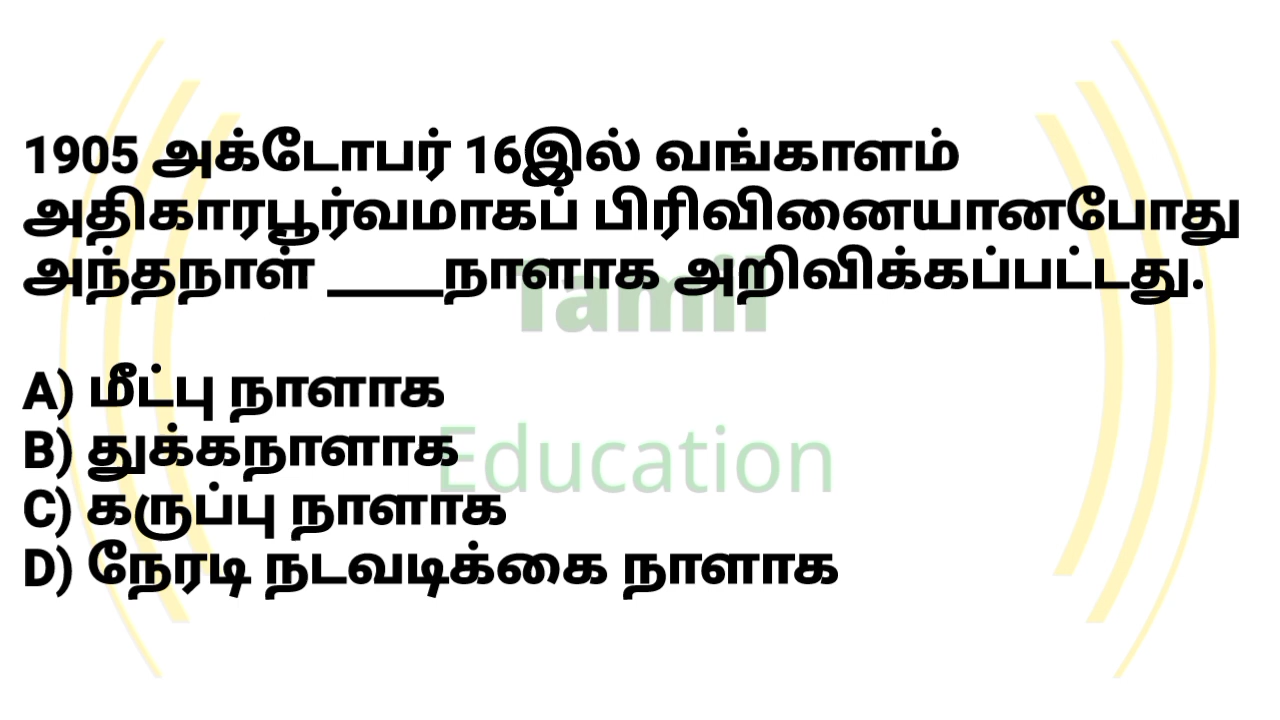 1905 அக்டோபர் 16இல் வங்காளம்
அதிகாரபூர்வமாகப் பிரிவினையானபோது
அந்தநாள் _____நாளாக அறிவிக்கப்பட்டது.
A) மீட்பு நாளாக
B) துக்கநாளாக
C) கருப்பு நாளாக
D) நேரடி நடவடிக்கை நாளாக
Tamil
Education